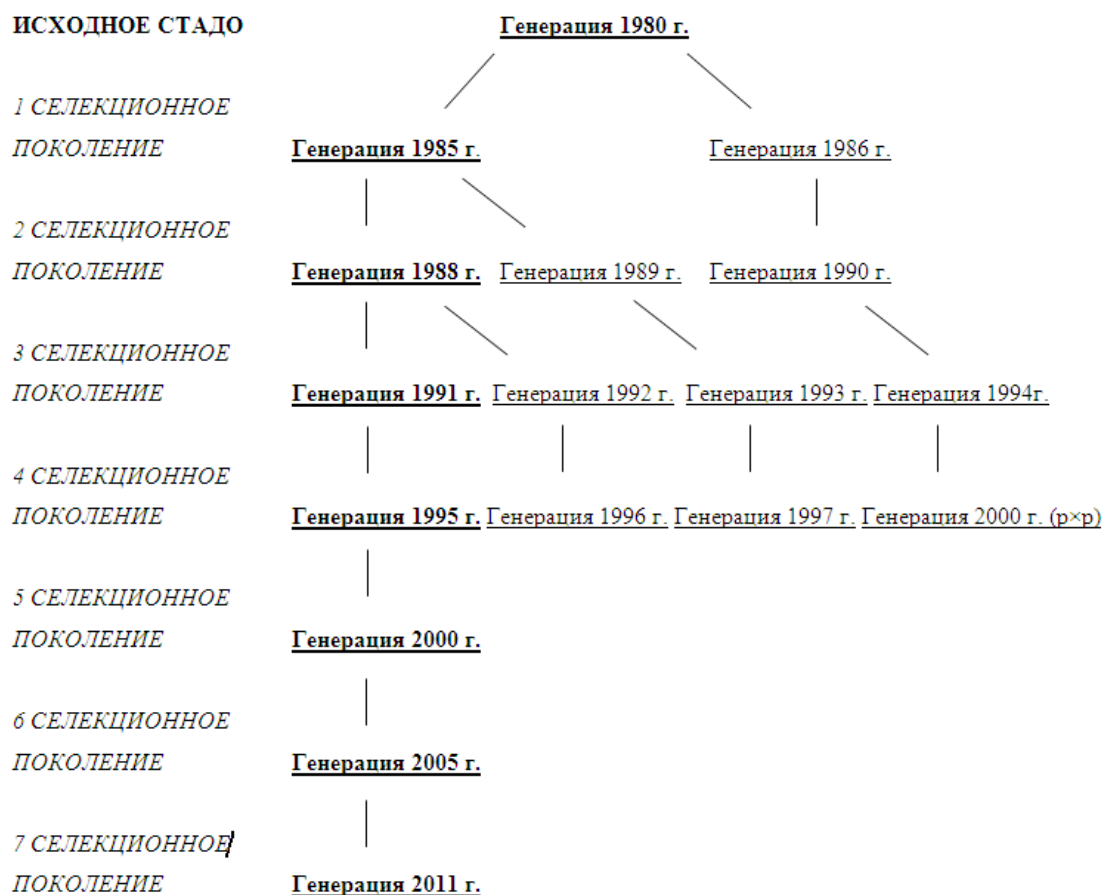 ИСХОДНОЕ СТАДО Генерация 1980 г.
1 СЕЛЕКЦИОННОЕ
ПОКОЛЕНИЕ Генерация 1985 г. Генерация 1986 г.
2 СЕЛЕКЦИОННОЕ
ПОКОЛЕНИЕ Генерация 1988 г. Генерация 1989 г. Генерация 1990 г.
3 СЕЛЕКЦИОННОЕ
ПОКОЛЕНИЕ Генерация 1991 г. Генерация 1992 г. Генерация 1993 г. Генерация 1994г.
4 СЕЛЕКЦИОННОЕ
ПОКОЛЕНИЕ Генерация 1995 г. Генерация 1996 г. Генерация 1997 г. Генерация 2000 г. (р×р)
5 СЕЛЕКЦИОННОЕ
ПОКОЛЕНИЕ Генерация 2000 г.
6 СЕЛЕКЦИОННОЕ
ПОКОЛЕНИЕ Генерация 2005 г.
7 СЕЛЕКЦИОННОЕ
ПОКОЛЕНИЕ Генерация 2011 г.